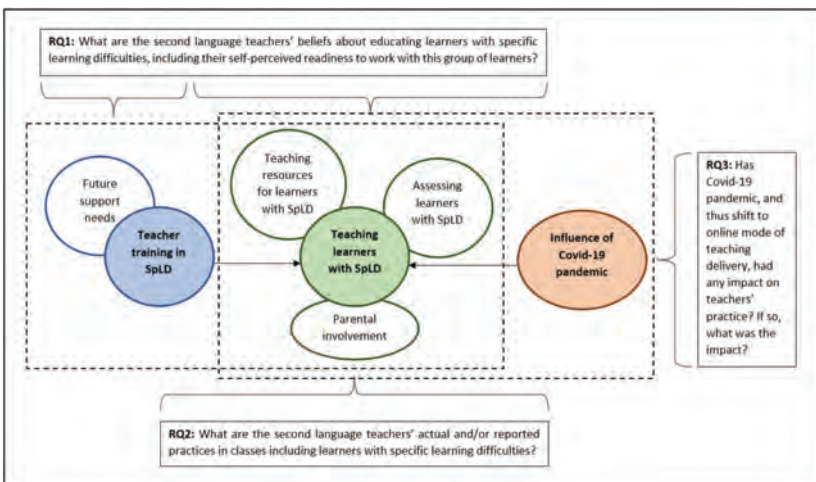 RQ1: What are the second language teachers' beliefs about educating learners with specific
learning difficulties, including their self-perceived readiness to work with this group of learners?
Future
support
needs
Teacher
training in
SpLD
Teaching
resources
for learners
with SpLD
Assessing
learners
with SpLD
Teaching
learners
with SpLD
Parental
involvement
Influence of
Covid-19
pandemic
RQ3: Has
Covid-19
pandemic, and
thus shift to
online mode
of teaching
delivery, had
any impact on
teachers'
practice? If so,
what was the
impact?
RQ2: What are the second language teachers' actual and/or reported
practices in classes including learners with specific learning difficulties?